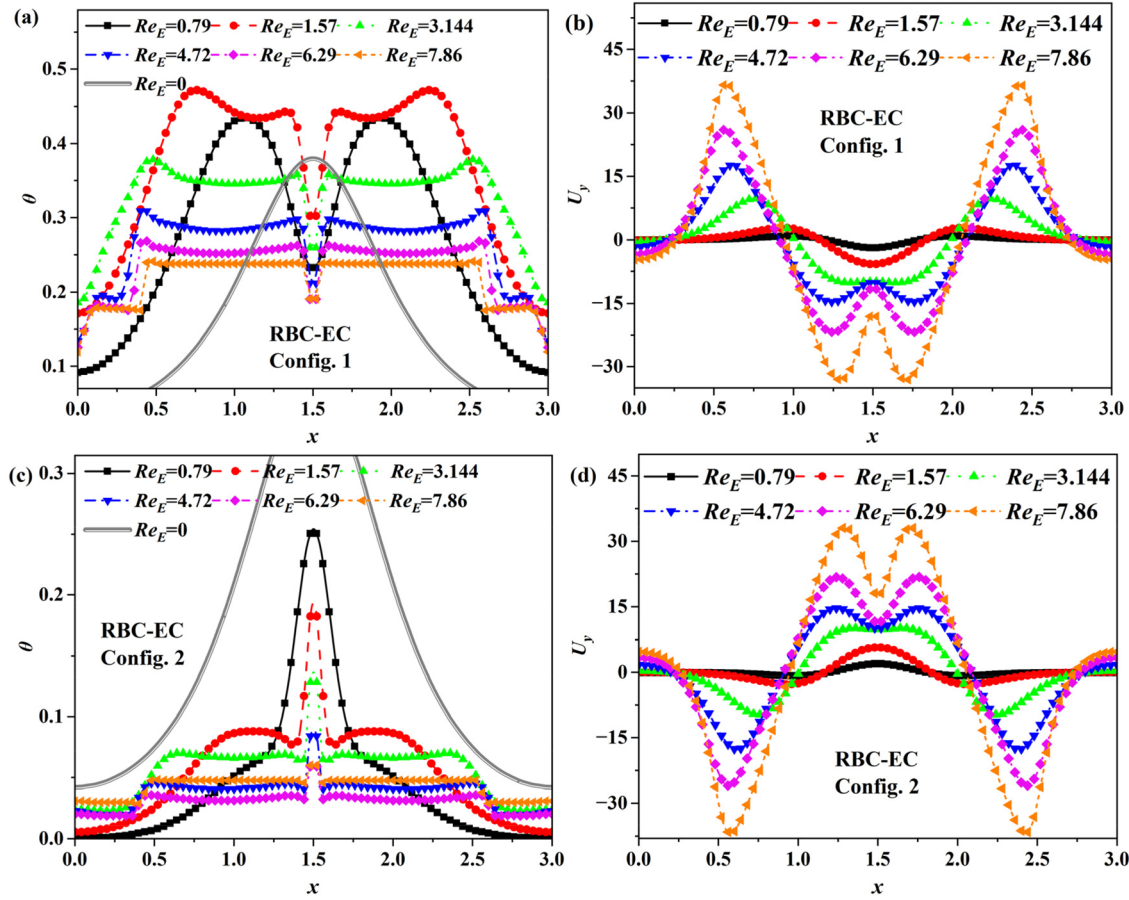 (a)
Re_E=0.79 Re_E=1.57 Re_E=3.144
Re_E=4.72 Re_E=6.29 Re_E=7.86
Re_E=0
RBC-EC
Config. 1
θ
0.5
0.4
0.3
0.2
0.1
0.0 0.5 1.0 1.5 2.0 2.5 3.0
x
(b)
Re_E=0.79 Re_E=1.57 Re_E=3.144
Re_E=4.72 Re_E=6.29 Re_E=7.86
RBC-EC
Config. 1
U_y
45
30
15
0
−15
−30
0.0 0.5 1.0 1.5 2.0 2.5 3.0
x
(c)
Re_E=0.79 Re_E=1.57 Re_E=3.144
Re_E=4.72 Re_E=6.29 Re_E=7.86
Re_E=0
RBC-EC
Config. 2
θ
0.3
0.2
0.1
0.0
0.0 0.5 1.0 1.5 2.0 2.5 3.0
x
(d)
Re_E=0.79 Re_E=1.57 Re_E=3.144
Re_E=4.72 Re_E=6.29 Re_E=7.86
RBC-EC
Config. 2
U_y
45
30
15
0
−15
−30
0.0 0.5 1.0 1.5 2.0 2.5 3.0
x